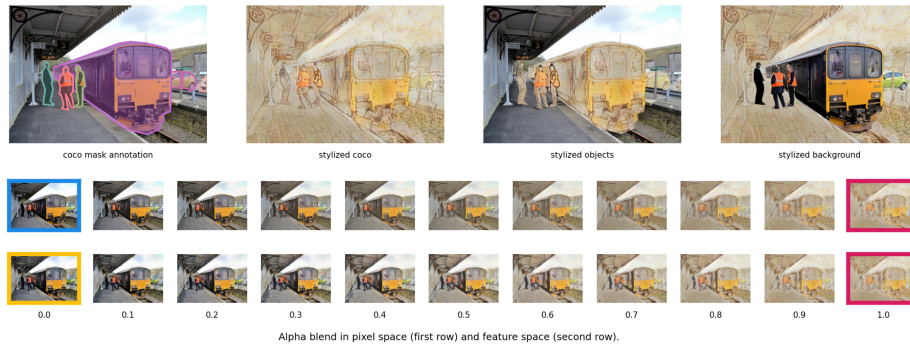 coco mask annotation
stylized coco
stylized objects
stylized background
0.0 0.1 0.2 0.3 0.4 0.5 0.6 0.7 0.8 0.9 1.0
Alpha blend in pixel space (first row) and feature space (second row).